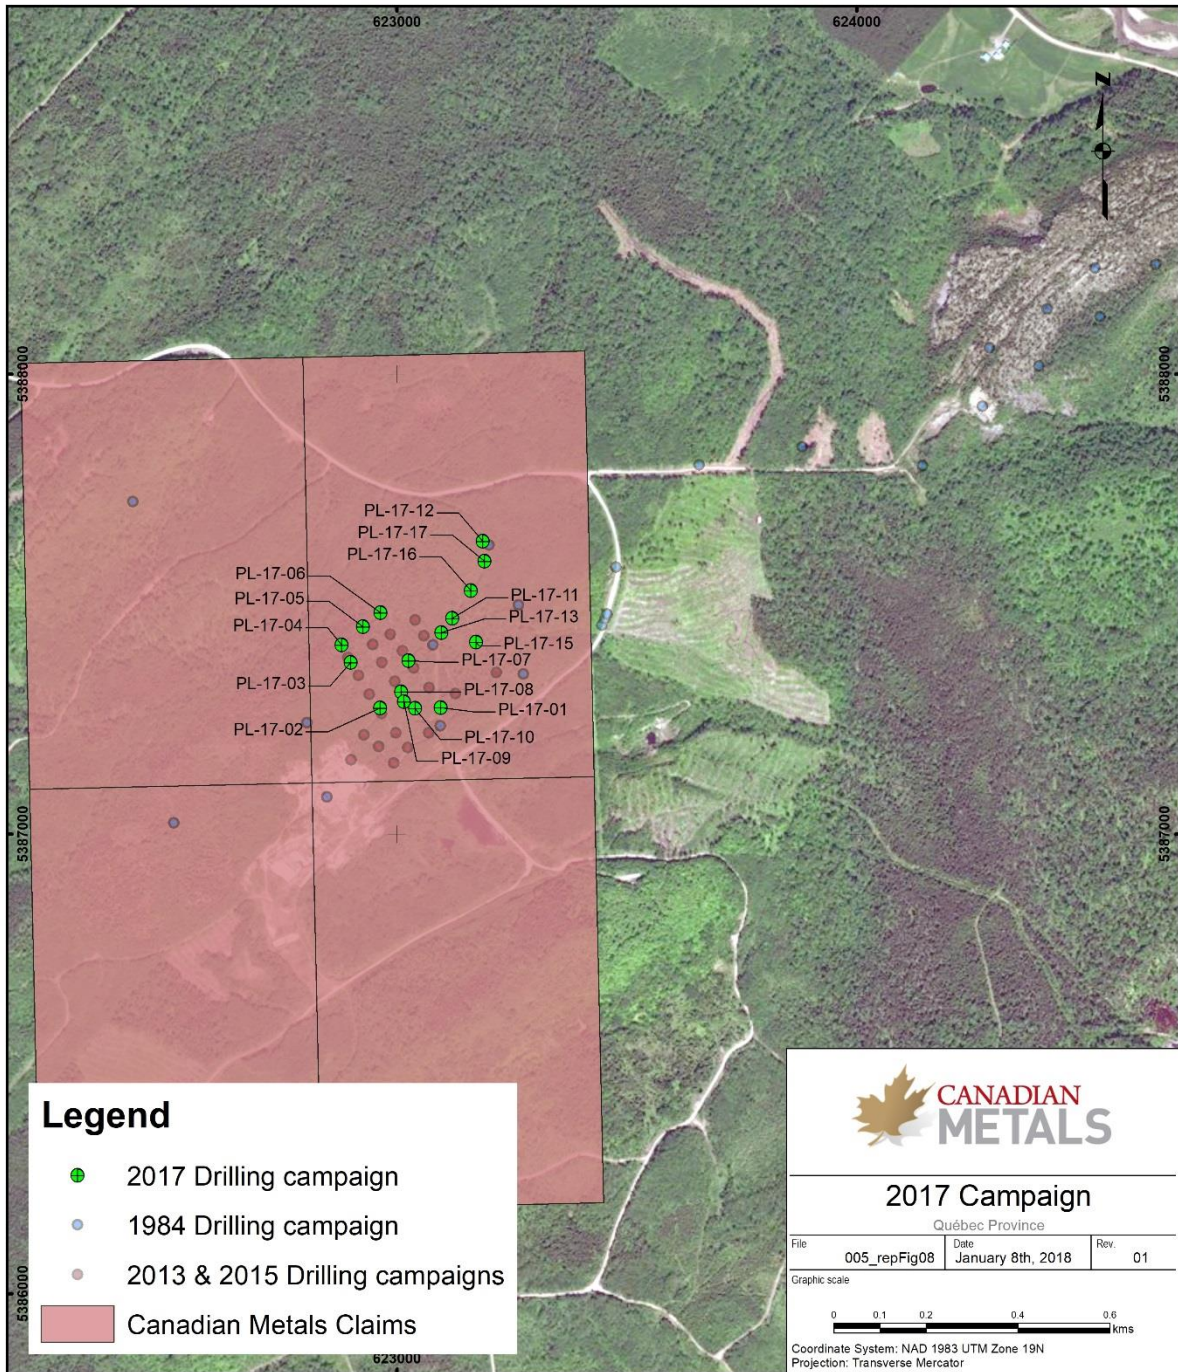 623000
624000
N
5388000
5388000
PL-17-12
PL-17-17
PL-17-16
PL-17-06
PL-17-11
PL-17-05
PL-17-13
PL-17-04
PL-17-15
PL-17-07
PL-17-03
PL-17-08
PL-17-01
PL-17-02
PL-17-10
PL-17-09
5387000
5387000
Legend
2017 Drilling campaign
1984 Drilling campaign
2013 & 2015 Drilling campaigns
Canadian Metals Claims
CANADIAN
METALS
2017 Campaign
Québec Province
File
005_repFig08
Date
January 8th, 2018
Rev.
01
Graphic scale
0 0.1 0.2 0.4 0.6
kms
Coordinate System: NAD 1983 UTM Zone 19N
Projection: Transverse Mercator
5386000
5386000
623000